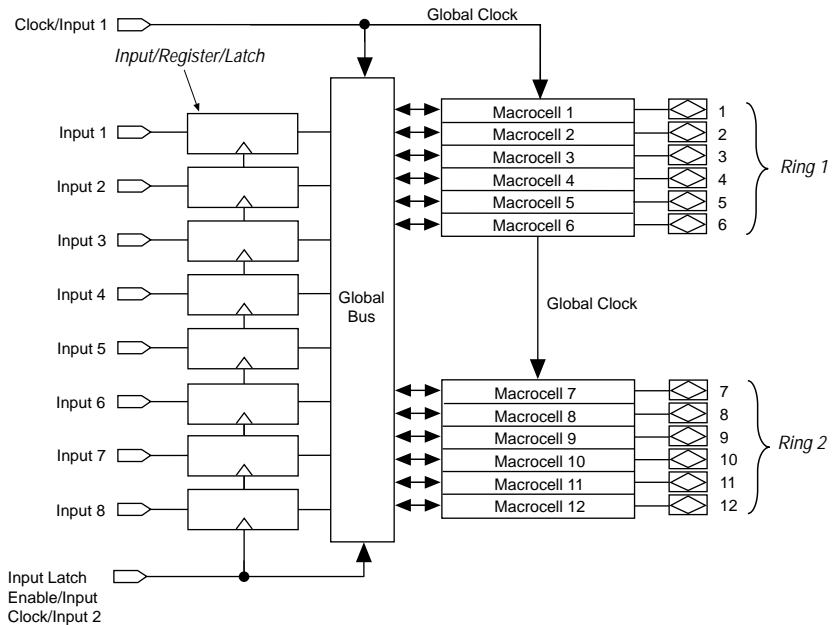 Clock/Input 1
Global Clock
Input/Register/Latch
Input 1
Input 2
Input 3
Input 4
Input 5
Input 6
Input 7
Input 8
Input Latch
Enable/Input
Clock/Input 2
Global
Bus
Macrocell 1
Macrocell 2
Macrocell 3
Macrocell 4
Macrocell 5
Macrocell 6
1
2
3
4
5
6
Ring 1
Global Clock
Macrocell 7
Macrocell 8
Macrocell 9
Macrocell 10
Macrocell 11
Macrocell 12
7
8
9
10
11
12
Ring 2